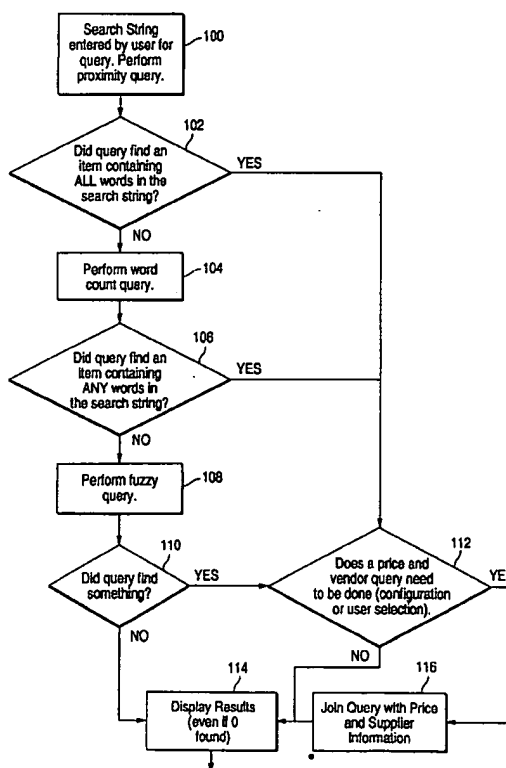 Search String
entered by user for
query. Perform
proximity query.
100
102
Did query find an
item containing
ALL words in the
search string?
YES
NO
Perform word
count query.
104
106
Did query find an
item containing
ANY words in
the search string?
YES
NO
Perform fuzzy
query.
108
110
Did query find
something?
YES
NO
112
Does a price and
vendor query need
to be done (configuration
or user selection).
YE
NO
114
Display Results
(even if 0
found)
116
Join Query with Price
and Supplier
Information